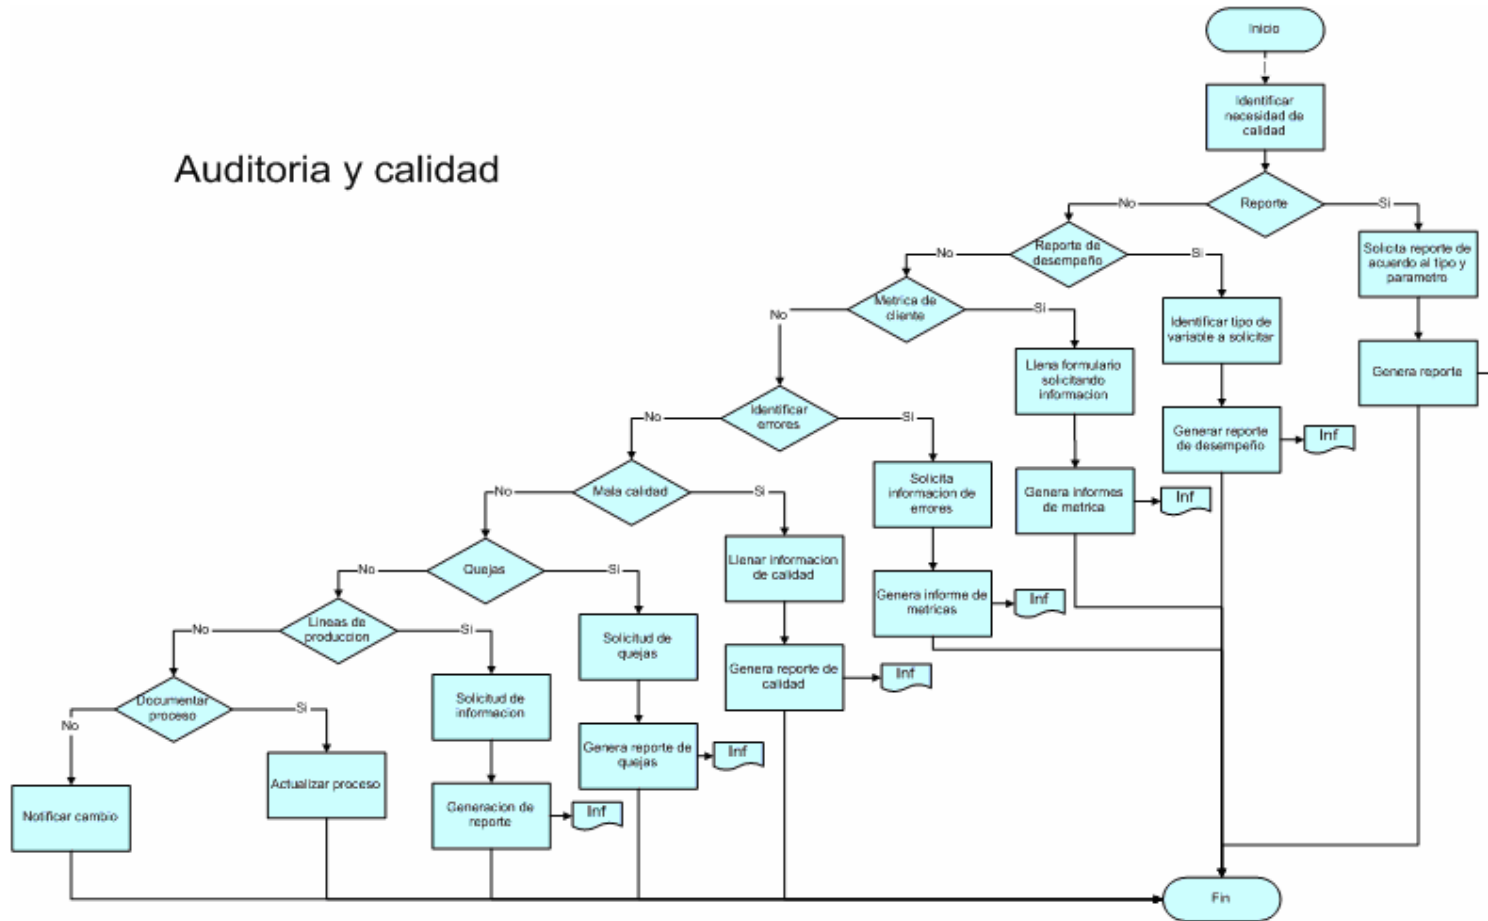 Inicio
Identificar
necesidad de
calidad
Auditoria y calidad
Reporte
No
Si
Reporte de
desempeño
No
Si
Solicita reporte de
acuerdo al tipo y
parametro
Metrica de
cliente
No
Si
Identificar tipo de
variable a solicitar
Llena formulario
solicitando
informacion
Genera reporte
Identificar
errores
No
Si
Generar reporte
de desempeño
Inf
Mala calidad
No
Si
Solicita
informacion de
errores
Genera informes
de metrica
Inf
Quejas
No
Si
Llenar informacion
de calidad
Genera informe de
metricas
Inf
Lineas de
produccion
No
Si
Solicitud de
quejas
Genera reporte de
calidad
Inf
Documentar
proceso
No
Si
Solicitud de
informacion
Genera reporte de
quejas
Inf
Actualizar proceso
Notificar cambio
Generacion de
reporte
Inf
Fin